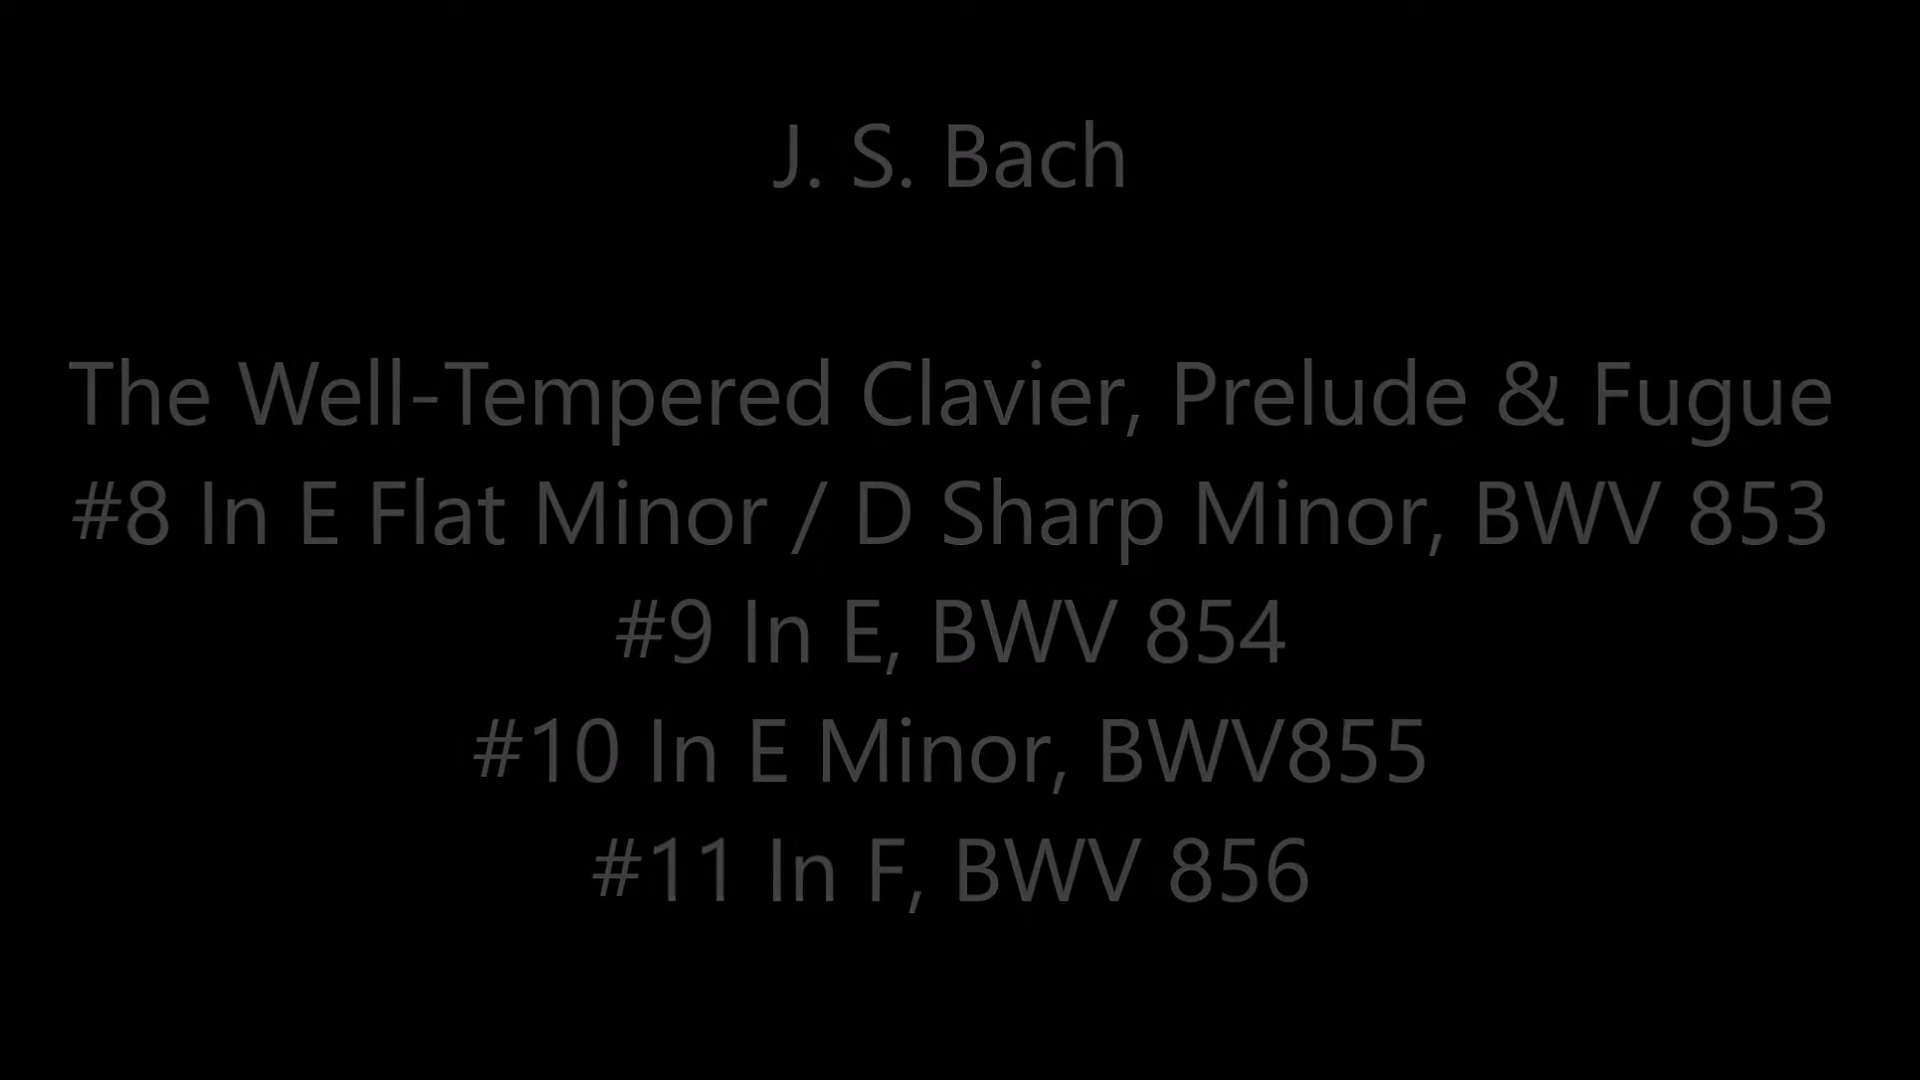 J. S. Bach
The Well-Tempered Clavier, Prelude & Fugue
#8 In E Flat Minor / D Sharp Minor, BWV 853
#9 In E, BWV 854
#10 In E Minor, BWV855
#11 In F, BWV 856